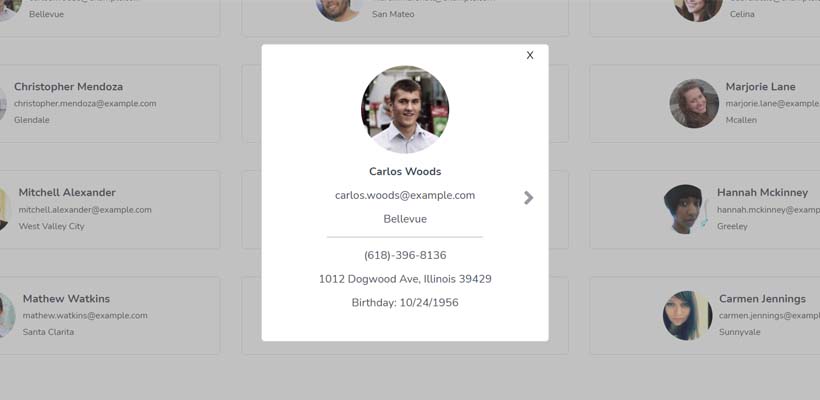 Bellevue
San Mateo
Celina
X
Christopher Mendoza
christopher.mendoza@example.com
Glendale
Marjorie Lane
marjorie.lane@example
Mcallen
Carlos Woods
carlos.woods@example.com
Bellevue
(618)-396-8136
1012 Dogwood Ave, Illinois 39429
Birthday: 10/24/1956
Mitchell Alexander
mitchell.alexander@example.com
West Valley City
Hannah Mckinney
hannah.mckinney@examp
Greeley
Mathew Watkins
mathew.watkins@example.com
Santa Clarita
Carmen Jennings
carmen.jennings@exampl
Sunnyvale